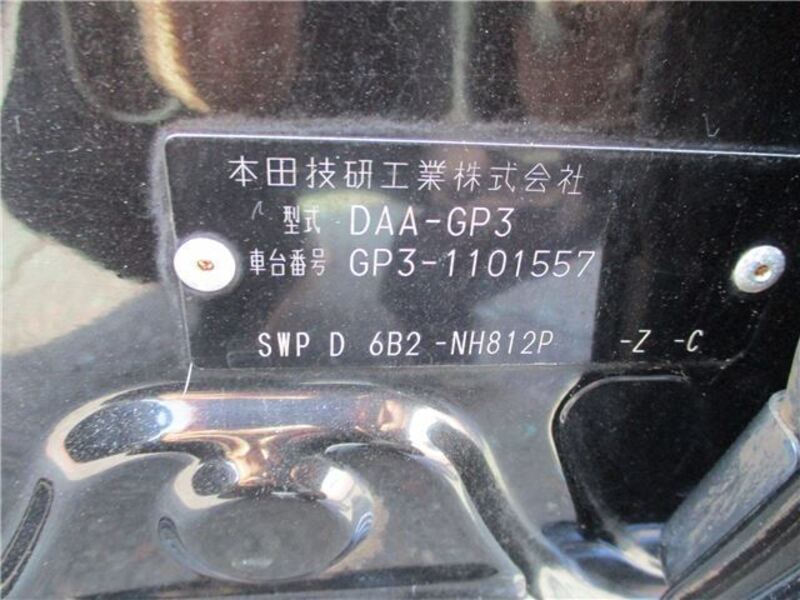 本田技研工業株式会社
型式 DAA-GP3
車台番号 GP3-1101557
SWP D 6B2 -NH812P -Z -C